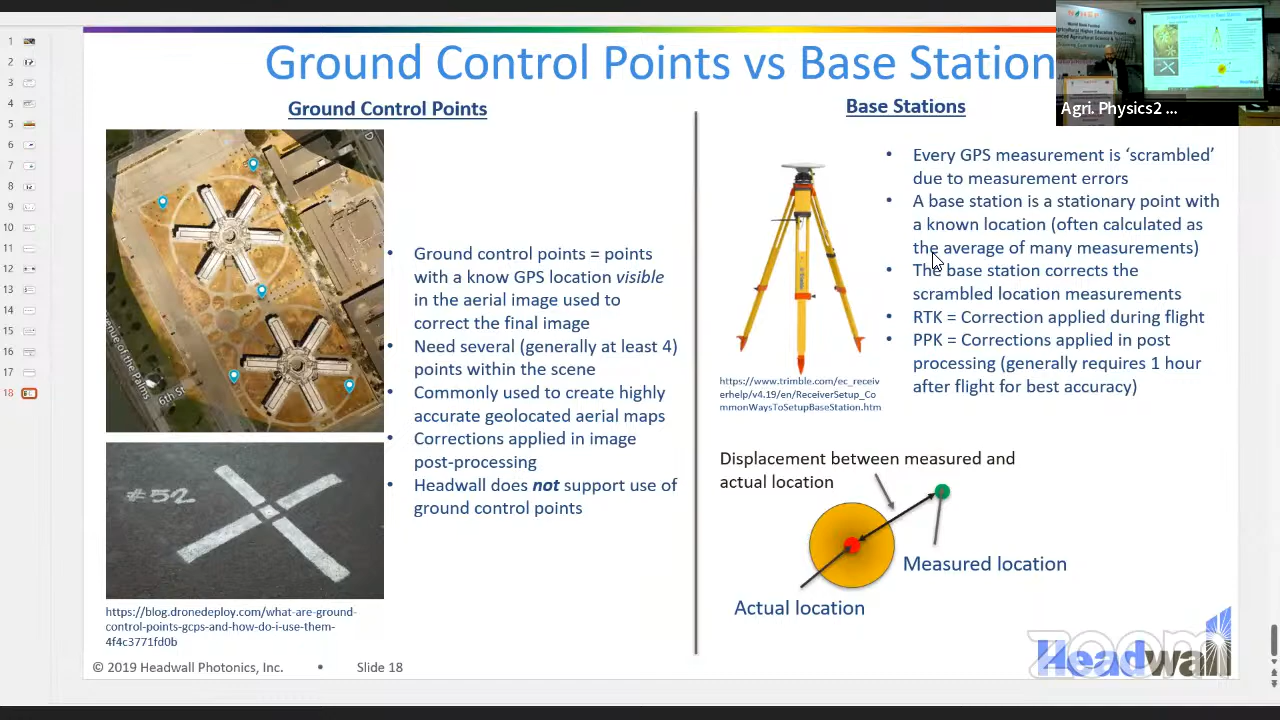 1
2
3
4
5
6
7
8
9
10
11
12
13
14
15
16
17
18
Ground Control Points vs Base Station
Agri. Physics2 ...
Ground Control Points
6th St
#52
https://blog.dronedeploy.com/what-are-ground-
control-points-gcps-and-how-do-i-use-them-
4f4c3771fd0b
• Ground control points = points
with a know GPS location visible
in the aerial image used to
correct the final image
• Need several (generally at least 4)
points within the scene
• Commonly used to create highly
accurate geolocated aerial maps
• Corrections applied in image
post-processing
• Headwall does not support use of
ground control points
Base Stations
• Every GPS measurement is ‘scrambled’
due to measurement errors
• A base station is a stationary point with
a known location (often calculated as
the average of many measurements)
• The base station corrects the
scrambled location measurements
• RTK = Correction applied during flight
• PPK = Corrections applied in post
processing (generally requires 1 hour
after flight for best accuracy)
https://www.trimble.com/ec_receiv
erhelp/v4.19/en/ReceiverSetup_Co
mmonWaysToSetupBaseStation.htm
Displacement between measured and
actual location
Measured location
Actual location
© 2019 Headwall Photonics, Inc. • Slide 18
Headwall
zoom